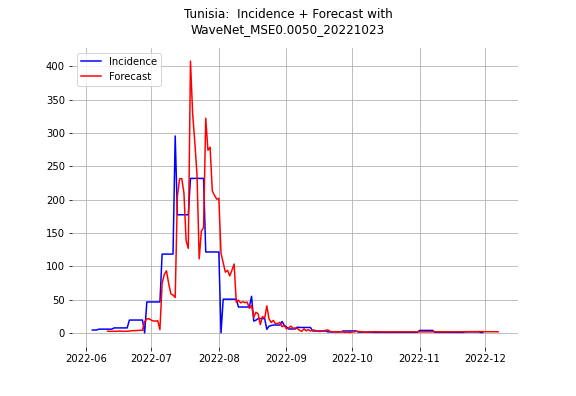 Tunisia:  Incidence + Forecast with
WaveNet_MSE0.0050_20221023
Incidence
Forecast
400
350
300
250
200
150
100
50
0
2022-06 2022-07 2022-08 2022-09 2022-10 2022-11 2022-12